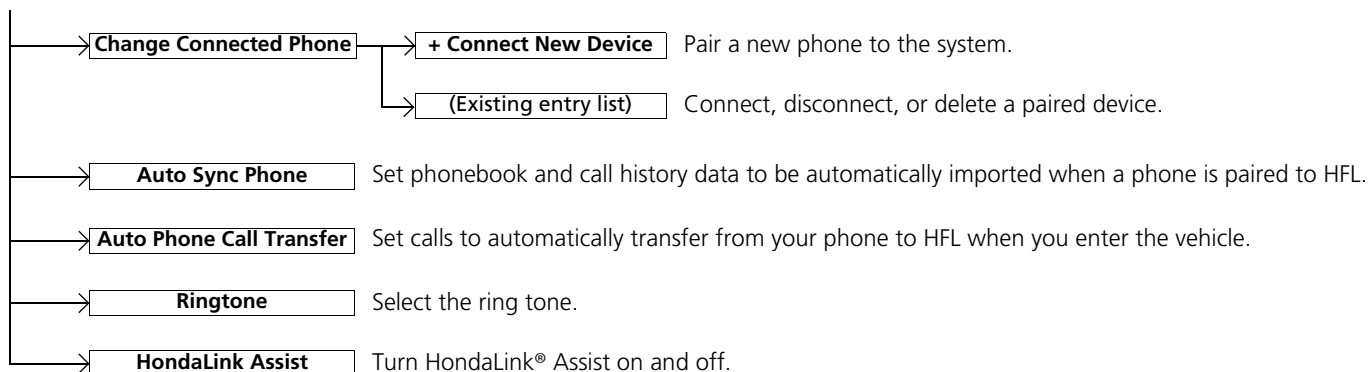 Change Connected Phone + Connect New Device Pair a new phone to the system.
(Existing entry list) Connect, disconnect, or delete a paired device.
Auto Sync Phone Set phonebook and call history data to be automatically imported when a phone is paired to HFL.
Auto Phone Call Transfer Set calls to automatically transfer from your phone to HFL when you enter the vehicle.
Ringtone Select the ring tone.
HondaLink Assist Turn HondaLink® Assist on and off.